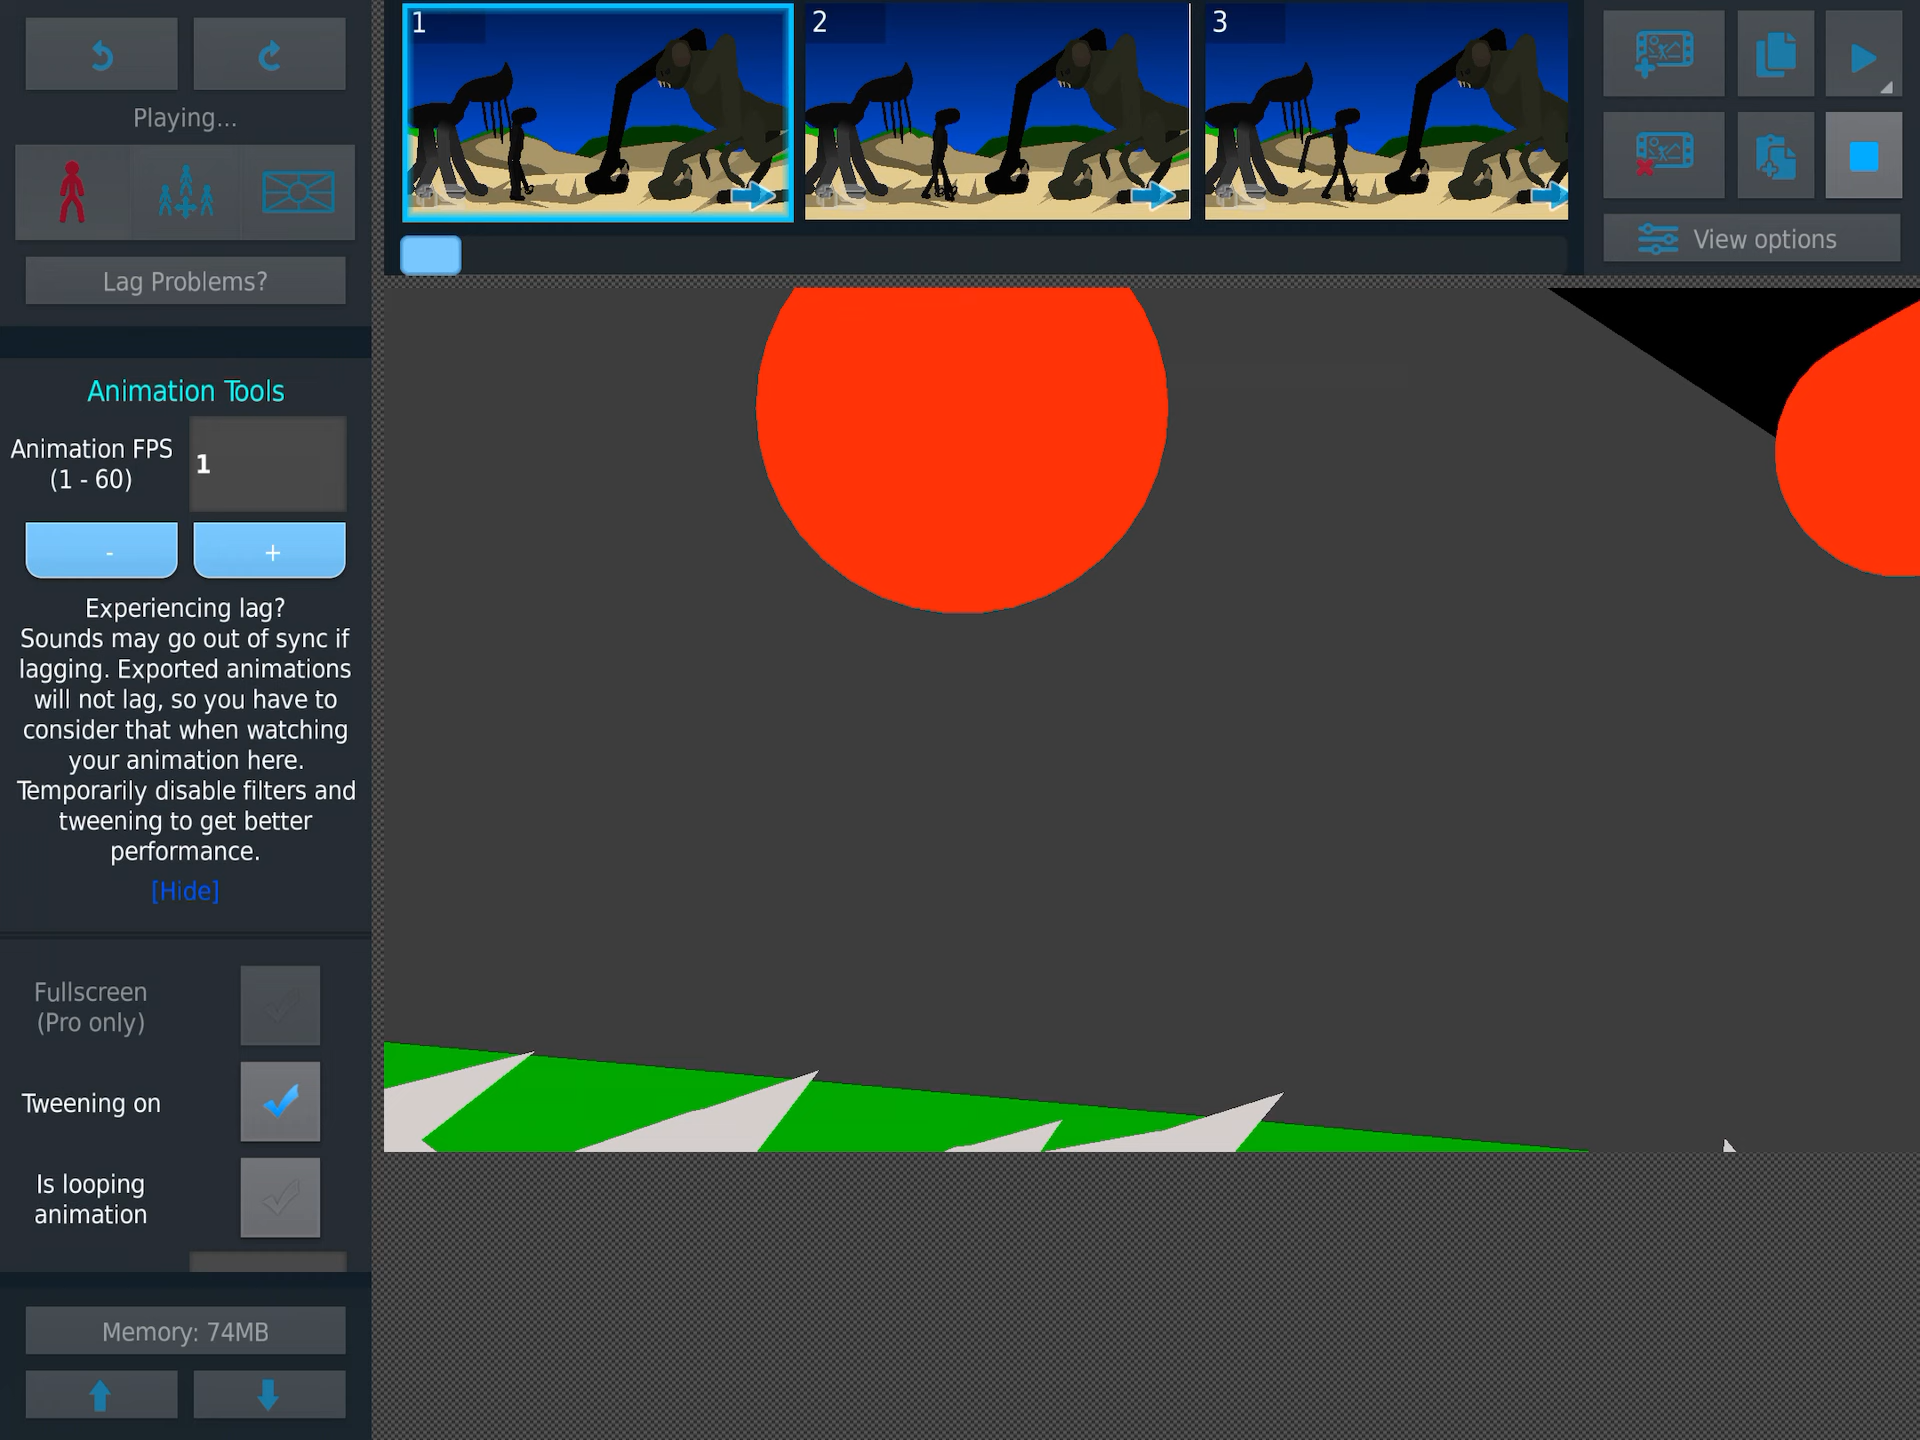 Playing...
Lag Problems?
1
2
3
View options
Animation Tools
Animation FPS
(1 - 60)
1
-
+
Experiencing lag?
Sounds may go out of sync if
lagging. Exported animations
will not lag, so you have to
consider that when watching
your animation here.
Temporarily disable filters and
tweening to get better
performance.
[Hide]
Fullscreen
(Pro only)
Tweening on
Is looping
animation
Memory: 74MB